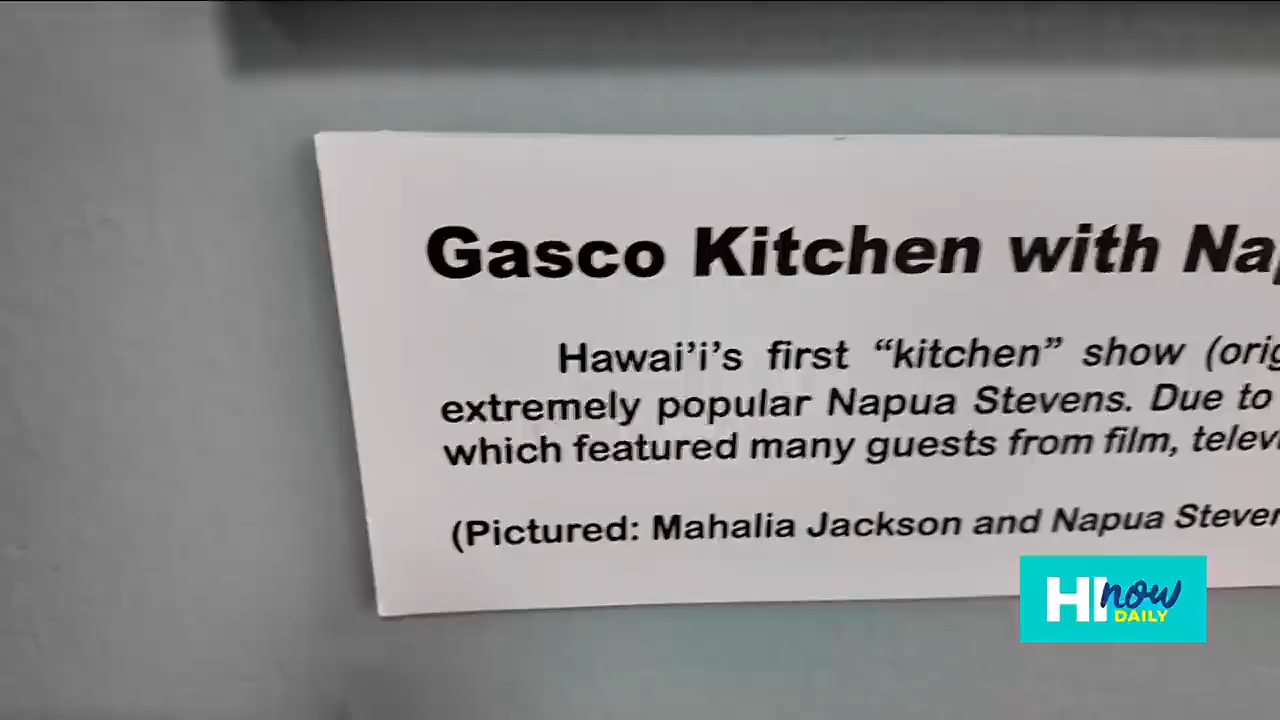 Gasco Kitchen with
Hawai’i’s first “kitchen” show
extremely popular Napua Stevens. Due to
which featured many guests from film,
(Pictured: Mahalia Jackson and Napua
HI now
DAILY